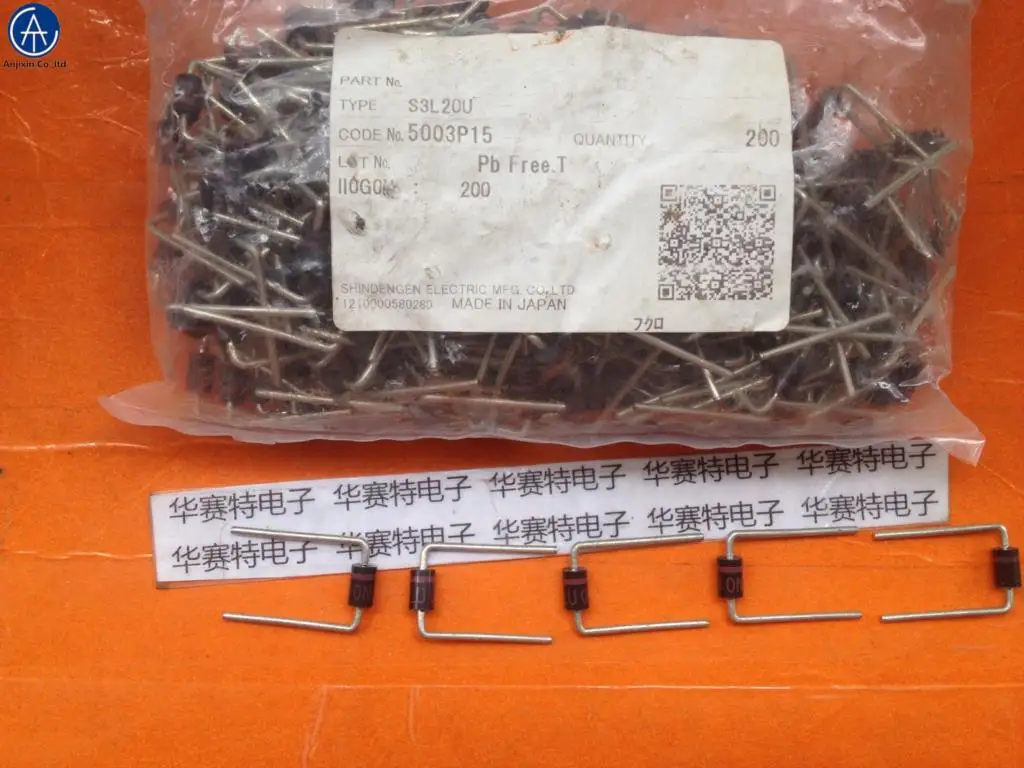 Anjixin Co.,ltd
PART No.
TYPE S3L20U
CODE No. 5003P15 QUANTITY 200
LOT No. Pb Free.T
200
SHINDENGEN ELECTRIC MFG. CO.,LTD
1210000580280 MADE IN JAPAN
フクロ
华赛特电子 华赛特电子 华赛特电子 华赛特电子 华赛特电子
华赛特电子 华赛特电子 华赛特电子 华赛特电子 华赛特电子